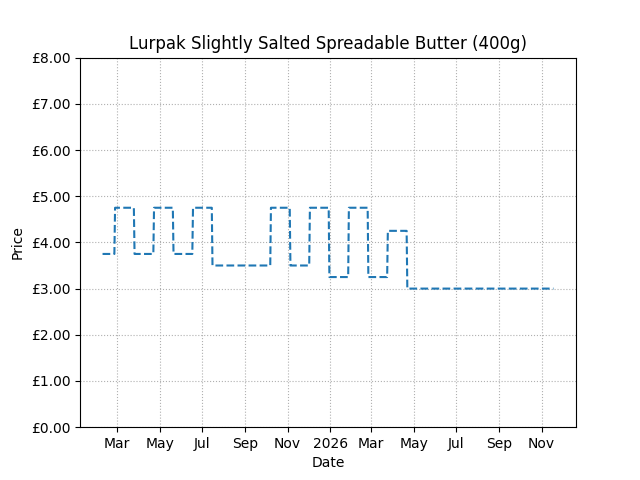 Lurpak Slightly Salted Spreadable Butter (400g)
£8.00
£7.00
£6.00
£5.00
£4.00
£3.00
£2.00
£1.00
£0.00
Price
Mar May Jul Sep Nov 2026 Mar May Jul Sep Nov
Date